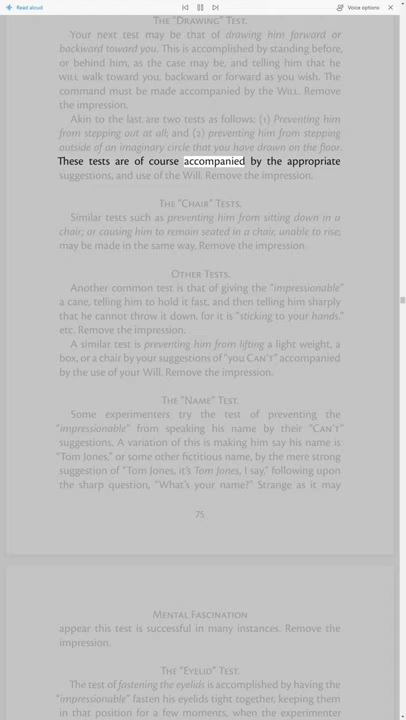 Read aloud
Voice options
The "Drawing" Test.
Your next test may be that of drawing him forward or
backward toward you. This is accomplished by standing before,
or behind him, as the case may be, and telling him that he
will walk toward you, backward or forward as you wish. The
command must be made accompanied by the Will. Remove
the impression.
Akin to the last are two tests as follows; (1) Preventing him
from stepping out at all; and (2) preventing him from stepping
outside of an imaginary circle that you have drawn on the floor.
These tests are of course accompanied by the appropriate
suggestions, and use of the Will. Remove the impression.
The "Chair" Tests.
Similar tests such as preventing him from sitting down in a
chair; or causing him to remain seated in a chair, unable to rise;
may be made in the same way. Remove the impression.
Other Tests.
Another common test is that of giving the "impressionable"
a cane, telling him to hold it fast, and then telling him sharply
that he cannot throw it down, for it is "sticking to your hands,"
etc. Remove the impression.
A similar test is preventing him from lifting a light weight, a
box, or a chair by your suggestions of "you Can't" accompanied
by the use of your Will. Remove the impression.
The "Name" Test.
Some experimenters try the test of preventing the
"impressionable" from speaking his name by their "Can't"
suggestions. A variation of this is making him say his name is
"Tom Jones," or some other fictitious name, by the mere strong
suggestion of "Tom Jones, it's Tom Jones, I say," following upon
the sharp question, "What's your name?" Strange as it may
75
Mental Fascination
appear this test is successful in many instances. Remove the
impression.
The "Eyelid" Test.
The test of fastening the eyelids is accomplished by having the
"impressionable" fasten his eyelids tight together, keeping them
in that position for a few moments, when the experimenter